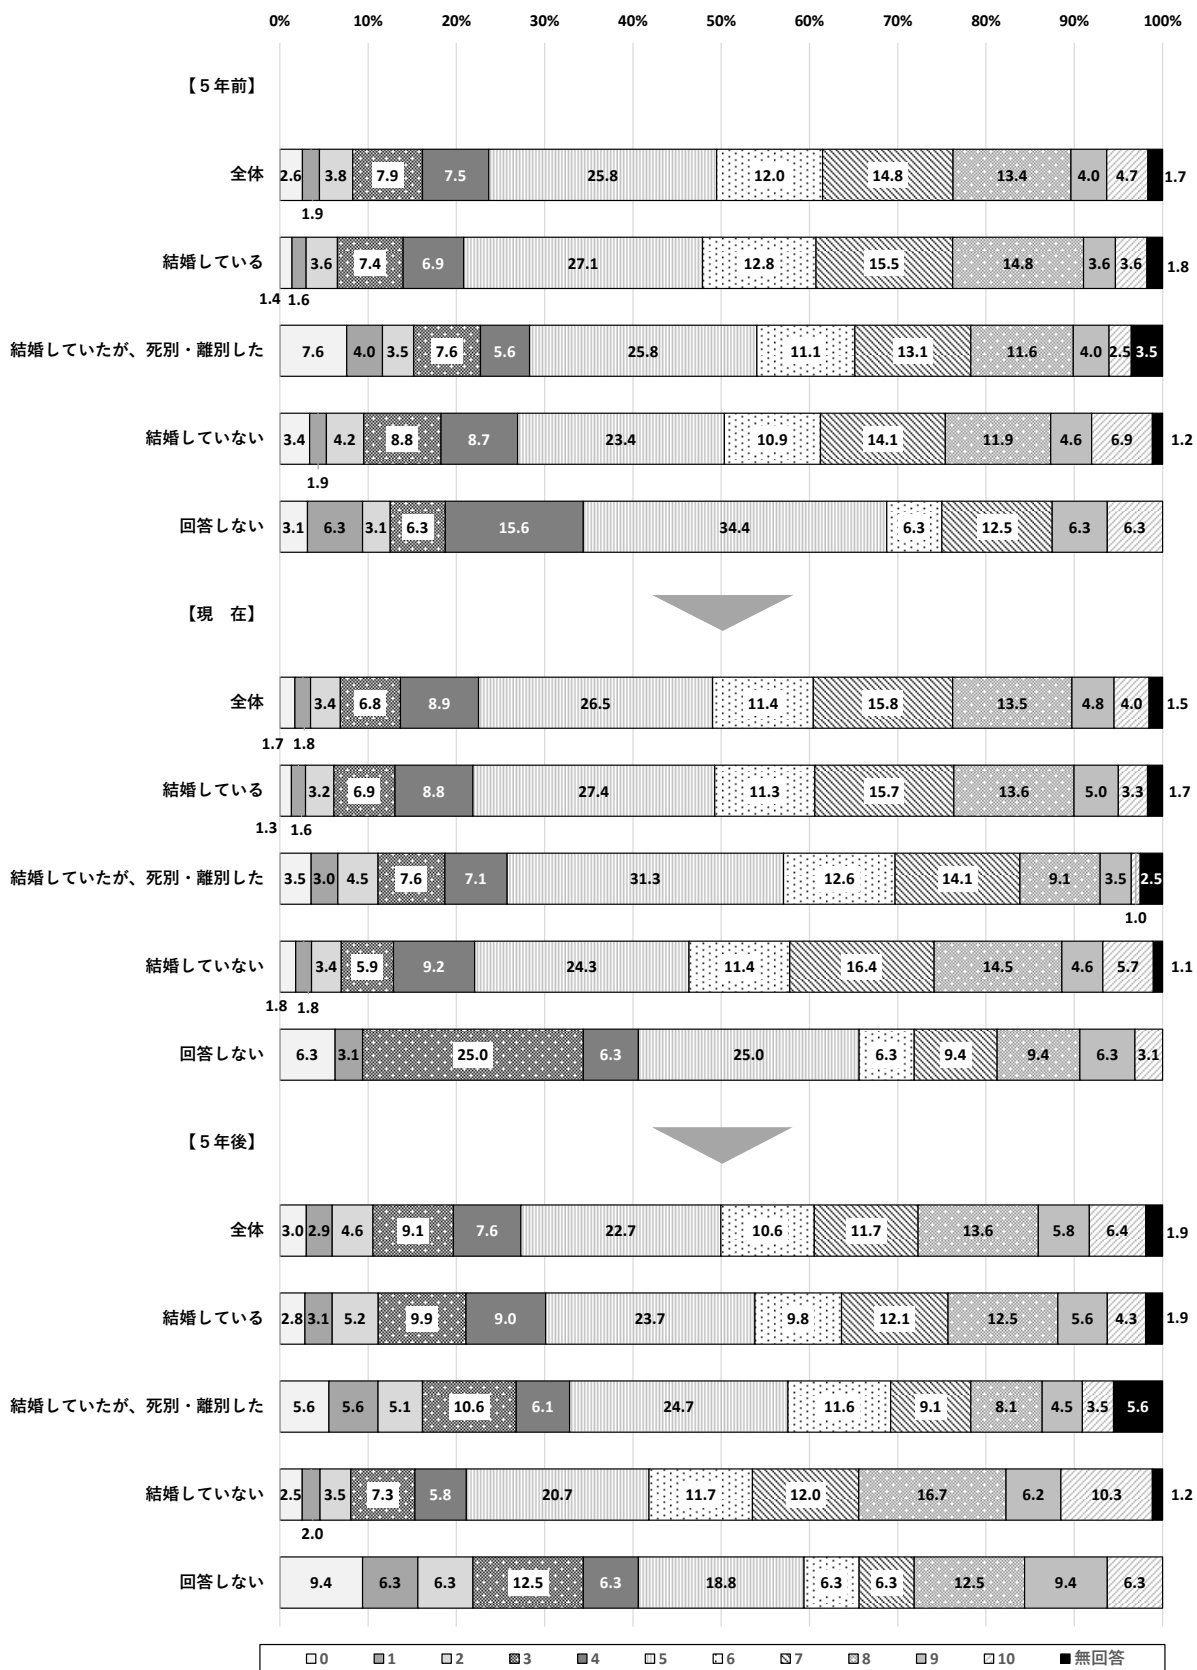 0% 10% 20% 30% 40% 50% 60% 70% 80% 90% 100%
【５年前】
全体 2.6 1.9 3.8 7.9 7.5 25.8 12.0 14.8 13.4 4.0 4.7 1.7
結婚している 1.4 1.6 3.6 7.4 6.9 27.1 12.8 15.5 14.8 3.6 3.6 1.8
結婚していたが、死別・離別した 7.6 4.0 3.5 7.6 5.6 25.8 11.1 13.1 11.6 4.0 2.5 3.5
結婚していない 3.4 1.9 4.2 8.8 8.7 23.4 10.9 14.1 11.9 4.6 6.9 1.2
回答しない 3.1 6.3 3.1 6.3 15.6 34.4 6.3 12.5 6.3 6.3
【現　在】
全体 1.7 1.8 3.4 6.8 8.9 26.5 11.4 15.8 13.5 4.8 4.0 1.5
結婚している 1.3 1.6 3.2 6.9 8.8 27.4 11.3 15.7 13.6 5.0 3.3 1.7
結婚していたが、死別・離別した 3.5 3.0 4.5 7.6 7.1 31.3 12.6 14.1 9.1 3.5 1.0 2.5
結婚していない 1.8 1.8 3.4 5.9 9.2 24.3 11.4 16.4 14.5 4.6 5.7 1.1
回答しない 6.3 3.1 25.0 6.3 25.0 6.3 9.4 9.4 6.3 3.1
【５年後】
全体 3.0 2.9 4.6 9.1 7.6 22.7 10.6 11.7 13.6 5.8 6.4 1.9
結婚している 2.8 3.1 5.2 9.9 9.0 23.7 9.8 12.1 12.5 5.6 4.3 1.9
結婚していたが、死別・離別した 5.6 5.6 5.1 10.6 6.1 24.7 11.6 9.1 8.1 4.5 3.5 5.6
結婚していない 2.5 2.0 3.5 7.3 5.8 20.7 11.7 12.0 16.7 6.2 10.3 1.2
回答しない 9.4 6.3 6.3 12.5 6.3 18.8 6.3 6.3 12.5 9.4 6.3
0 1 2 3 4 5 6 7 8 9 10 無回答